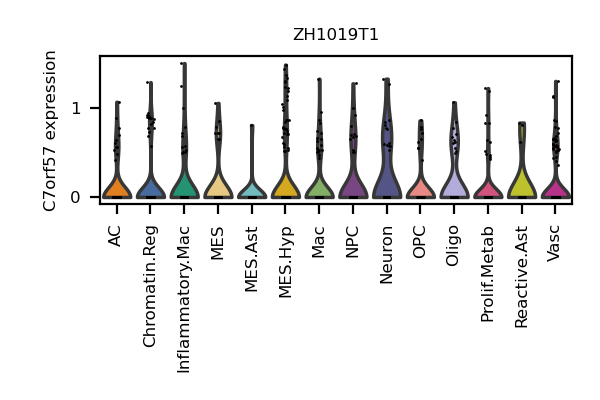 ZH1019T1
C7orf57 expression
1
0
AC
Chromatin.Reg
Inflammatory.Mac
MES
MES.Ast
MES.Hyp
Mac
NPC
Neuron
OPC
Oligo
Prolif.Metab
Reactive.Ast
Vasc